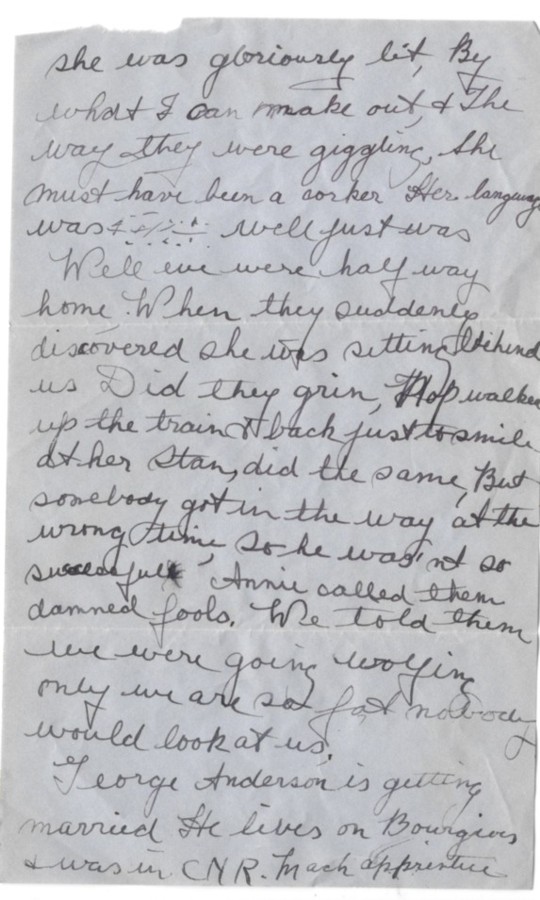 she was gloriously lit, By
what I can make out, & The
way they were giggling, she
must have been a corker Her language
was well just was
Well we were half way
home. When they suddenly
discovered she was setting behind
us Did they grin, Hop walked
up the train & back just to smile
at her Stan, did the same, But
somebody got in the way at the
wrong time, so he was'nt so
successful, Annie called them
damned fools. We told them
we were going wolfing
only we are so fat nobody
would look at us.
George Anderson is getting
married He lives on
& was in CNR. Mach apprentice